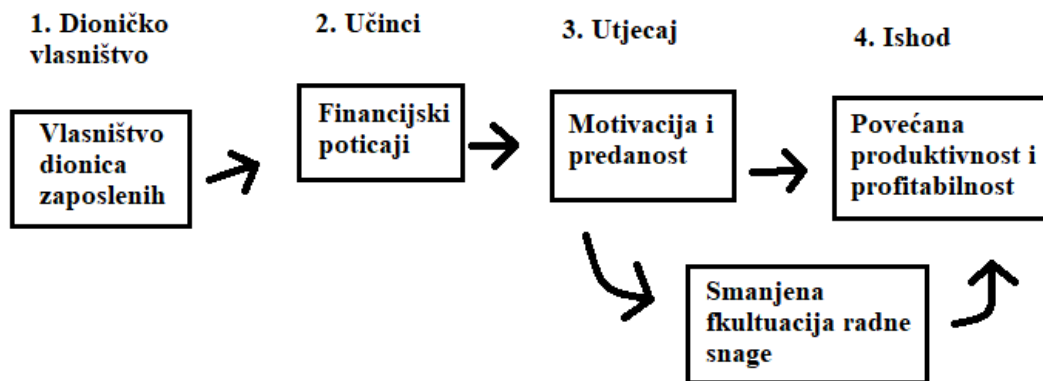 1. Dioničko
vlasništvo
2. Učinci
3. Utjecaj
4. Ishod
Vlasništvo
dionica
zaposlenih
Financijski
poticaji
Motivacija i
predanost
Povećana
produktivnost i
profitabilnost
Smanjena
fkultuacija radne
snage